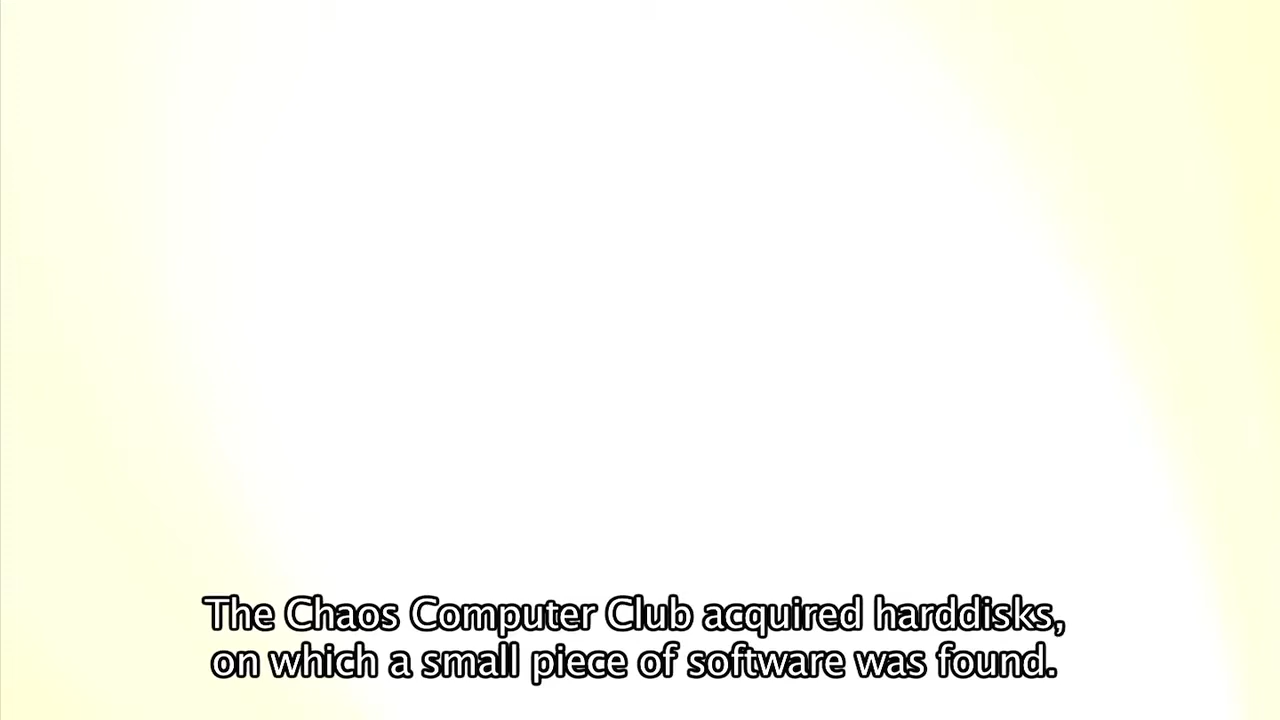 The Chaos Computer Club acquired harddisks,
on which a small piece of software was found.